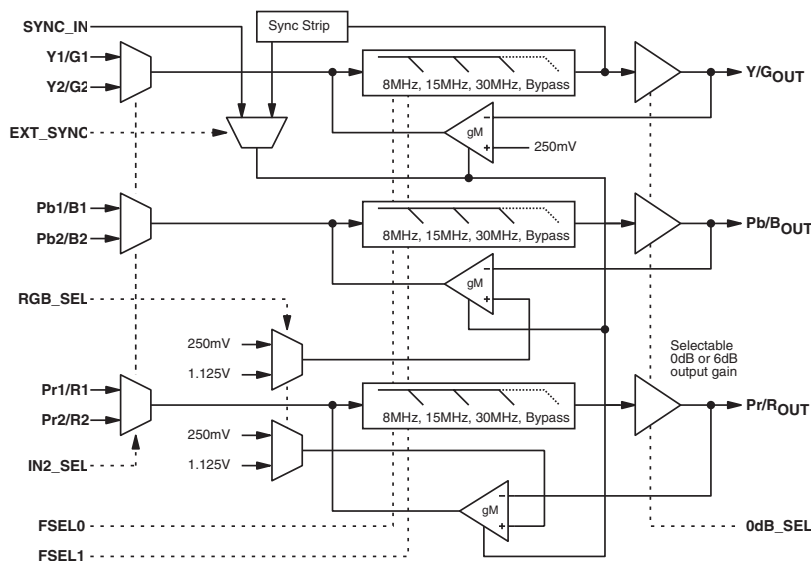 SYNC_IN
Sync Strip
Y1/G1
Y2/G2
8MHz, 15MHz, 30MHz, Bypass
Y/GOUT
EXT_SYNC
gM
250mV
Pb1/B1
Pb2/B2
8MHz, 15MHz, 30MHz, Bypass
Pb/BOUT
gM
RGB_SEL
250mV
1.125V
Selectable
0dB or 6dB
output gain
Pr1/R1
Pr2/R2
8MHz, 15MHz, 30MHz, Bypass
Pr/ROUT
250mV
1.125V
IN2_SEL
gM
FSEL0
0dB_SEL
FSEL1